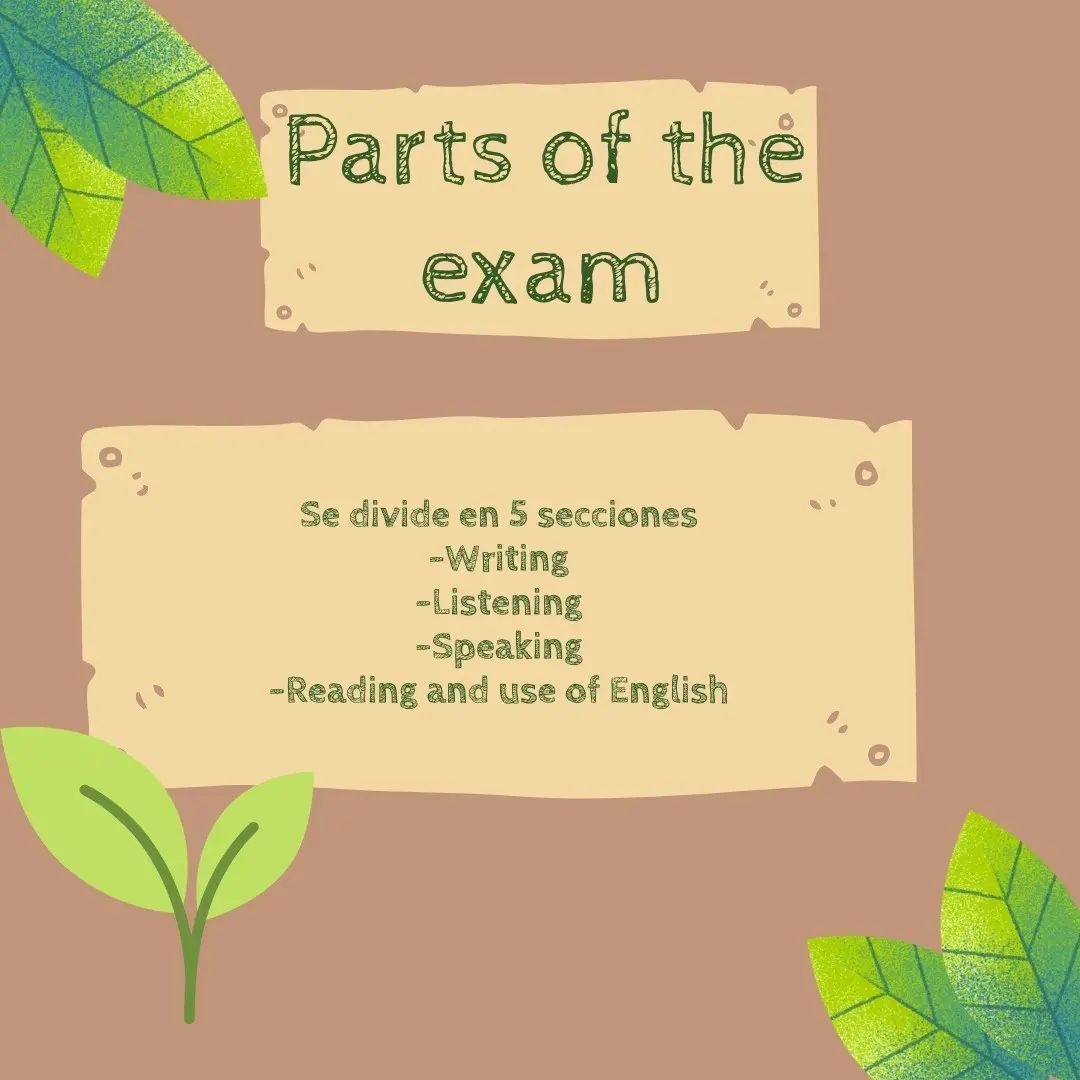 Parts of the
exam
Se divide en 5 secciones
-Writing
-Listening
-Speaking
-Reading and use of English